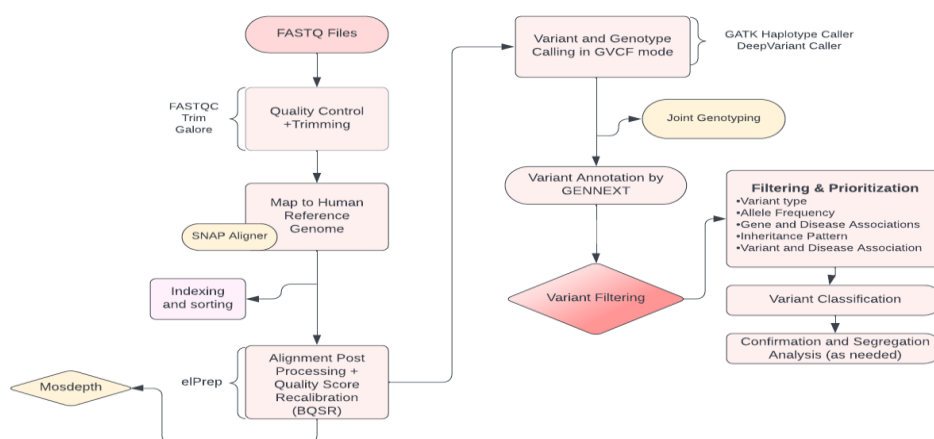 FASTQ Files
FASTQC
Trim
Galore
Quality Control
+Trimming
Map to Human
Reference
Genome
SNAP Aligner
Indexing
and sorting
elPrep
Alignment Post
Processing +
Quality Score
Recalibration
(BQSR)
Mosdepth
Variant and Genotype
Calling in GVCF mode
GATK Haplotype Caller
DeepVariant Caller
Joint Genotyping
Variant Annotation by
GENNEXT
Variant Filtering
Filtering & Prioritization
•Variant type
•Allele Frequency
•Gene and Disease Associations
•Inheritance Pattern
•Variant and Disease Association
Variant Classification
Confirmation and Segregation
Analysis (as needed)